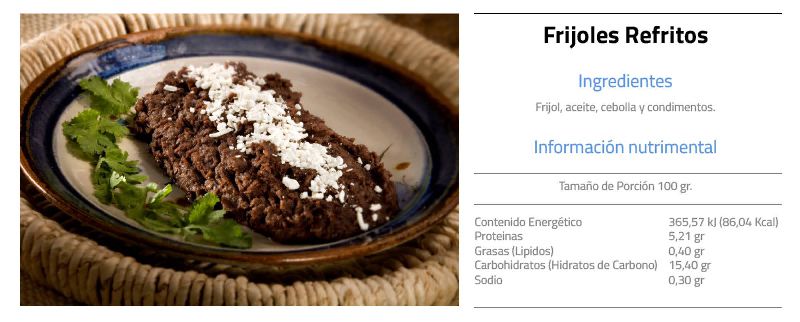 Frijoles Refritos
Ingredientes
Frijol, aceite, cebolla y condimentos.
Información nutrimental
Tamaño de Porción 100 gr.
Contenido Energético 365,57 kJ (86,04 Kcal)
Proteinas 5,21 gr
Grasas (Lipidos) 0,40 gr
Carbohidratos (Hidratos de Carbono) 15,40 gr
Sodio 0,30 gr